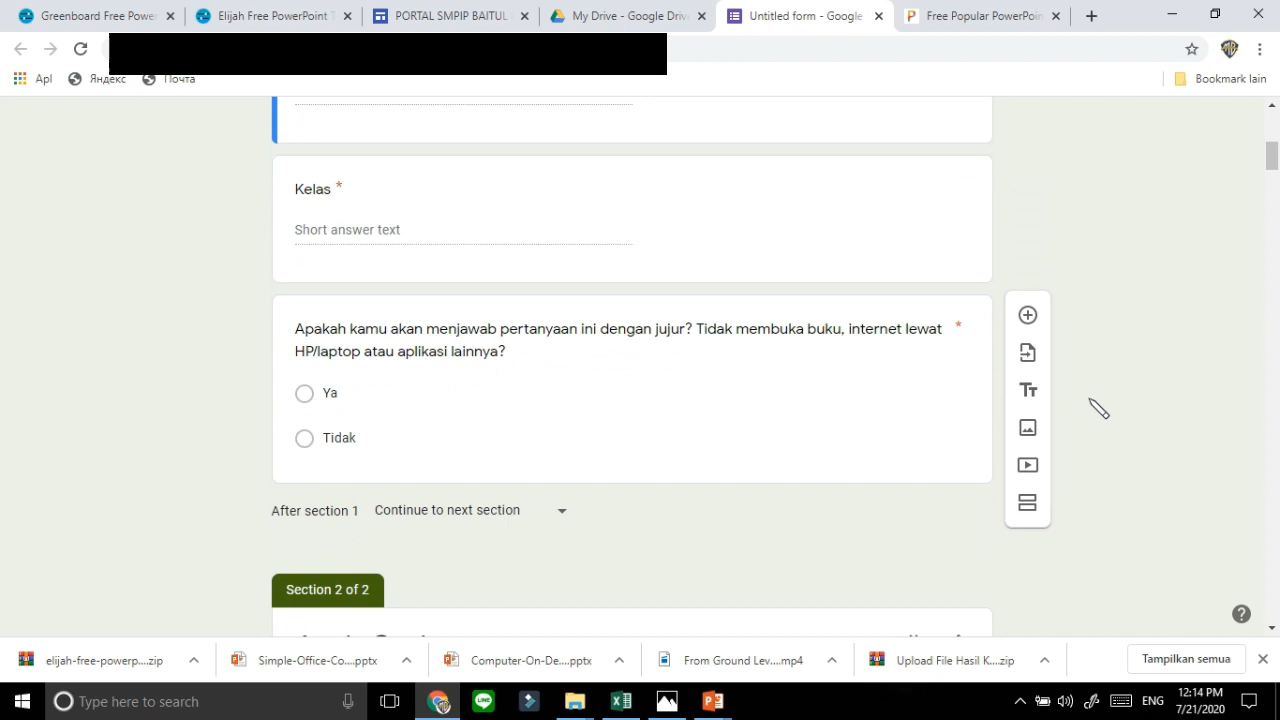 Greenboard Free Power
Elijah Free PowerPoint T
PORTAL SMPIP BAITUL
My Drive - Google Driv
Untitled form - Google
Free Popular PowerPoin
Apl
Яндекс
Почта
Bookmark lain
Kelas *
Short answer text
Apakah kamu akan menjawab pertanyaan ini dengan jujur? Tidak membuka buku, internet lewat *
HP/laptop atau aplikasi lainnya?
Ya
Tidak
After section 1 Continue to next section
Section 2 of 2
elijah-free-powerp....zip
Simple-Office-Co....pptx
Computer-On-De....pptx
From Ground Lev....mp4
Upload File Hasil K....zip
Tampilkan semua
Type here to search
ENG
12:14 PM
7/21/2020